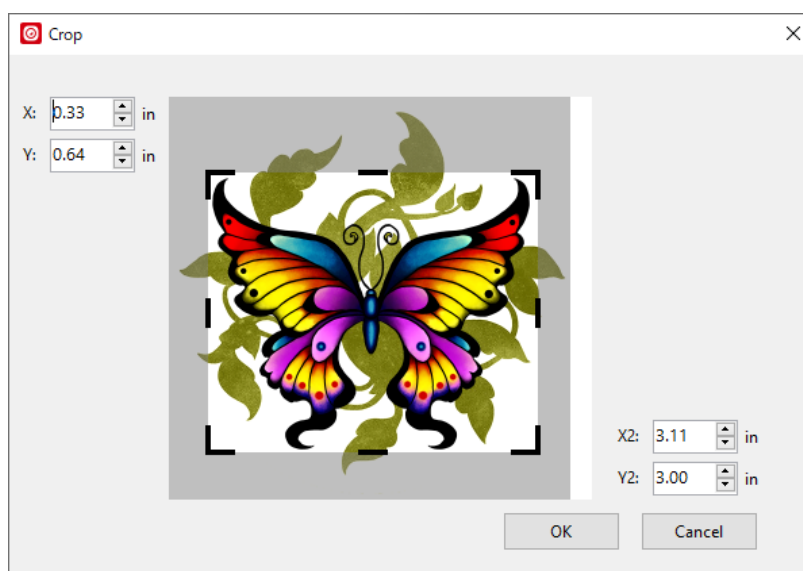 Crop
X: 0.33 in
Y: 0.64 in
X2: 3.11 in
Y2: 3.00 in
OK Cancel